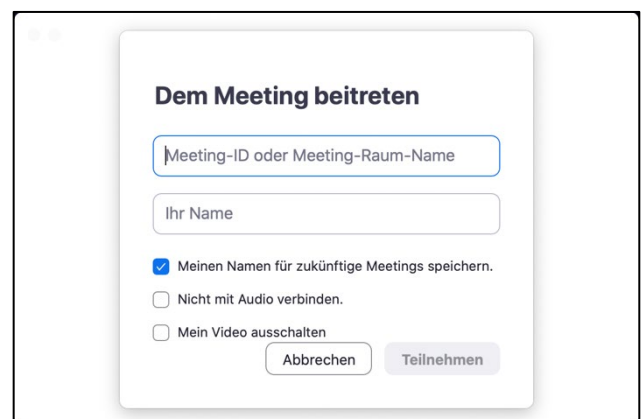 Dem Meeting beitreten
Meeting-ID oder Meeting-Raum-Name
Ihr Name
Meinen Namen für zukünftige Meetings speichern.
Nicht mit Audio verbinden.
Mein Video ausschalten
Abbrechen Teilnehmen